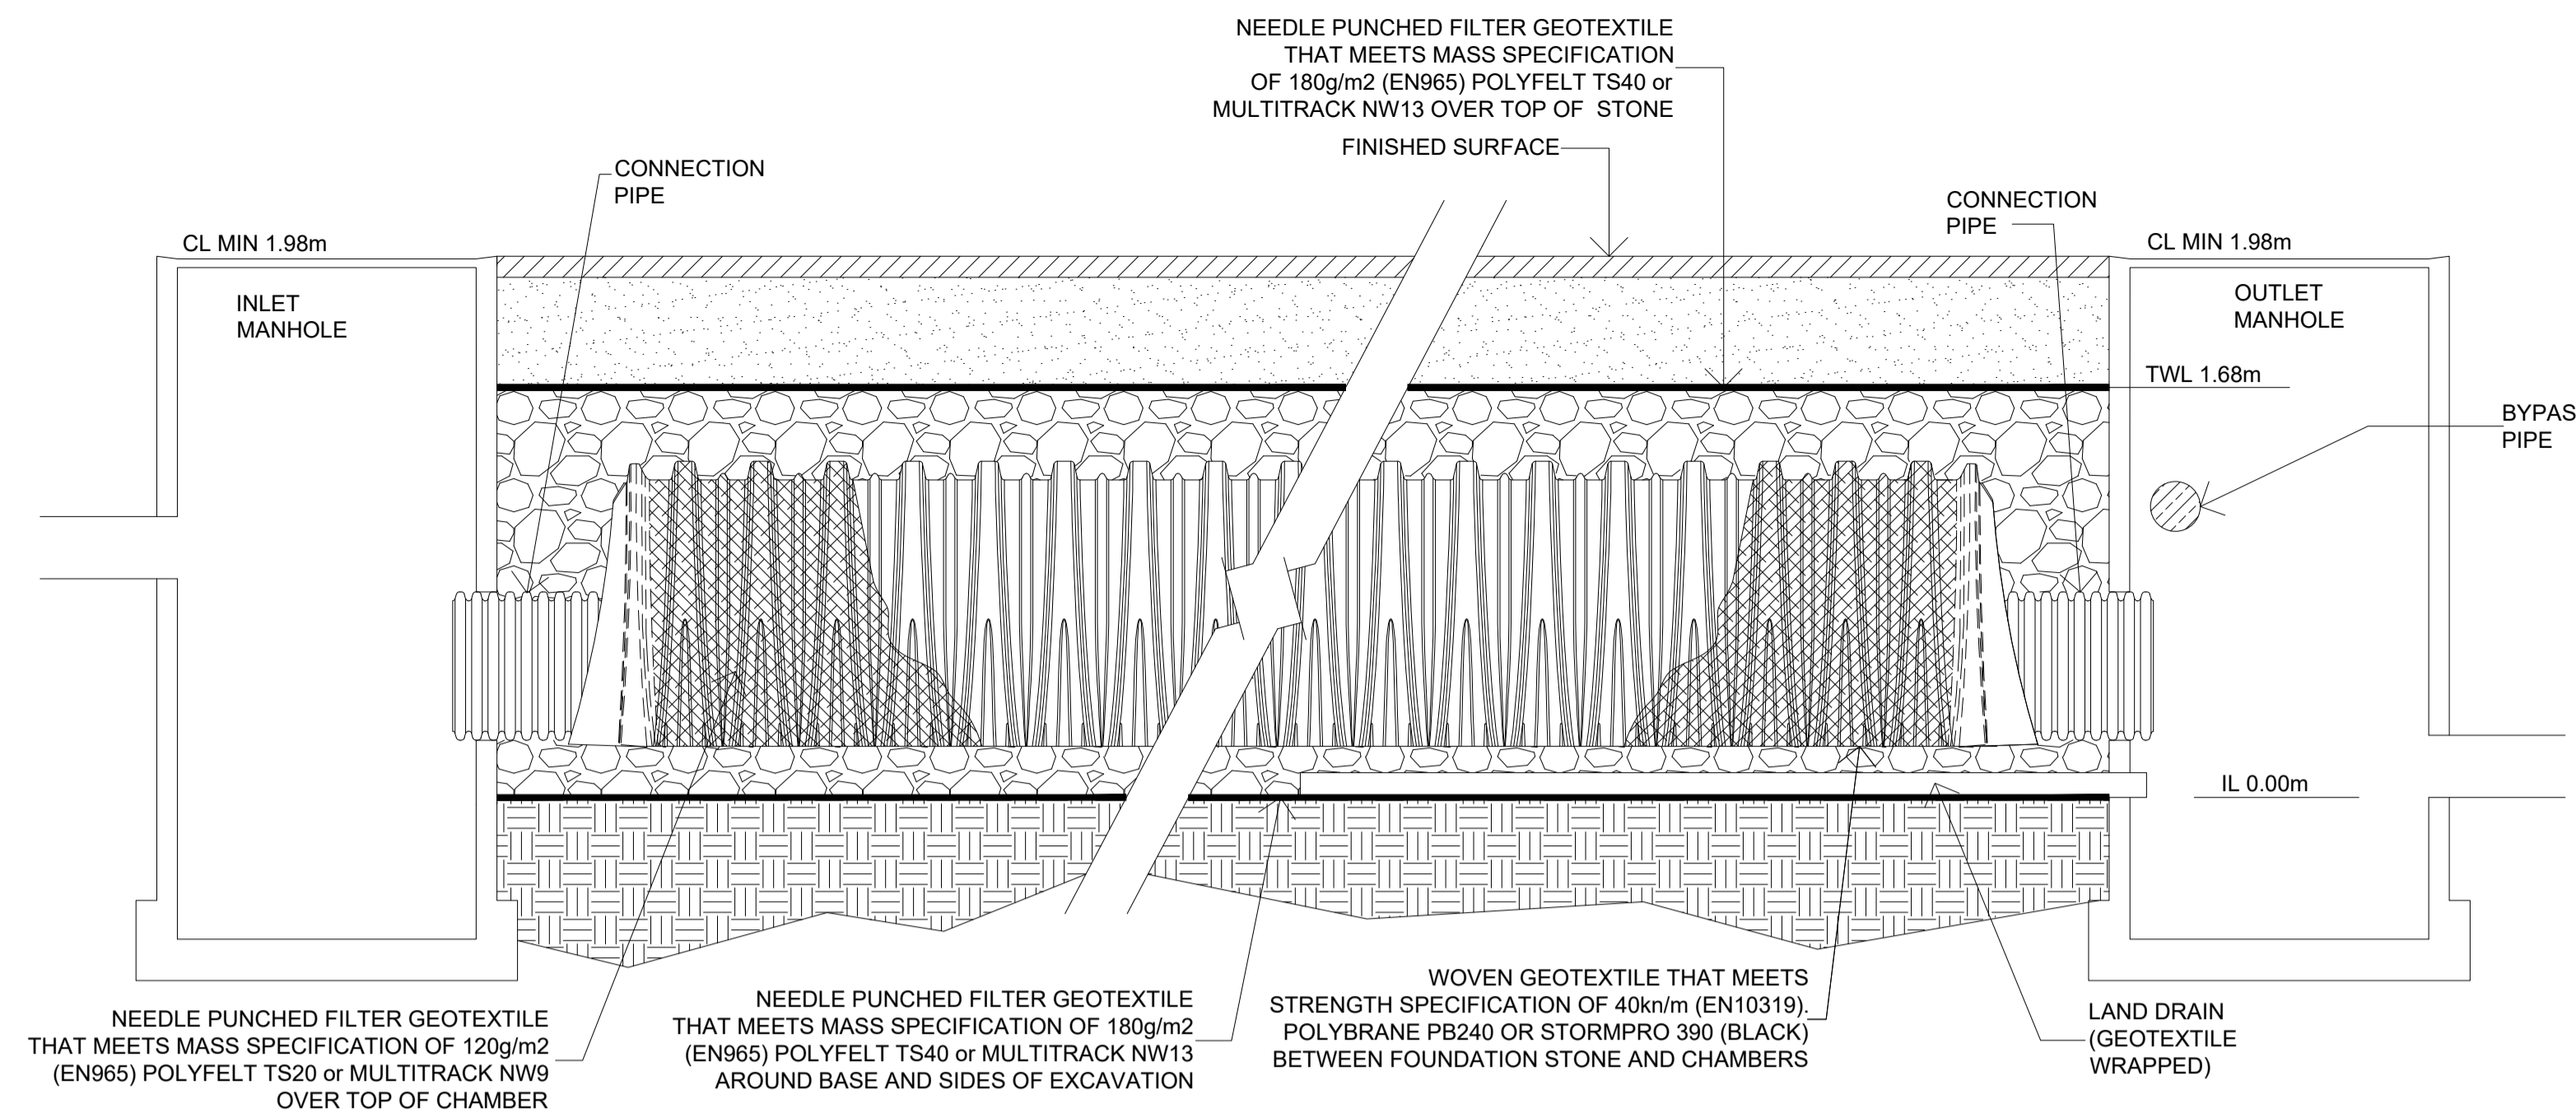 NEEDLE PUNCHED FILTER GEOTEXTILE
THAT MEETS MASS SPECIFICATION
OF 180g/m2 (EN965) POLYFELT TS40 or
MULTITRACK NW13 OVER TOP OF STONE
FINISHED SURFACE
CONNECTION
PIPE
CONNECTION
PIPE
CL MIN 1.98m
CL MIN 1.98m
INLET
MANHOLE
OUTLET
MANHOLE
TWL 1.68m
BYPAS
PIPE
IL 0.00m
NEEDLE PUNCHED FILTER GEOTEXTILE
THAT MEETS MASS SPECIFICATION OF 120g/m2
(EN965) POLYFELT TS20 or MULTITRACK NW9
OVER TOP OF CHAMBER
NEEDLE PUNCHED FILTER GEOTEXTILE
THAT MEETS MASS SPECIFICATION OF 180g/m2
(EN965) POLYFELT TS40 or MULTITRACK NW13
AROUND BASE AND SIDES OF EXCAVATION
WOVEN GEOTEXTILE THAT MEETS
STRENGTH SPECIFICATION OF 40kn/m (EN10319).
POLYBRANE PB240 OR STORMPRO 390 (BLACK)
BETWEEN FOUNDATION STONE AND CHAMBERS
LAND DRAIN
(GEOTEXTILE
WRAPPED)